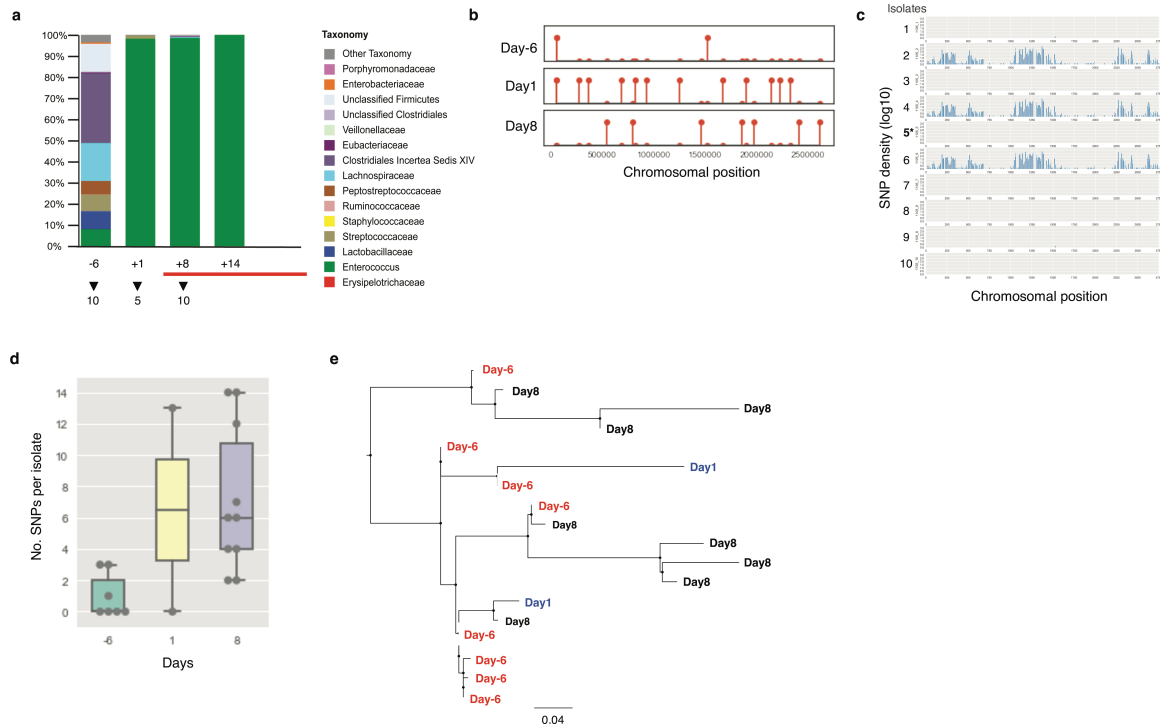 a
100%
90%
80%
70%
60%
50%
40%
30%
20%
10%
0%
-6 +1 +8 +14
10 5 10
Taxonomy
Other Taxonomy
Porphyromonadaceae
Enterobacteriaceae
Unclassified Firmicutes
Unclassified Clostridiales
Veillonellaceae
Eubacteriaceae
Clostridiales Incertea Sedis XIV
Lachnospiraceae
Peptostreptococcaceae
Ruminococcaceae
Staphylococcaceae
Streptococcaceae
Lactobacillaceae
Enterococcus
Erysipelotrichaceae
b
Day-6
Day1
Day8
0 500000 1000000 1500000 2000000 2500000
Chromosomal position
c
Isolates
1
2
3
4
5*
6
7
8
9
10
SNP density (log10)
Chromosomal position
d
14
12
10
8
6
4
2
0
No. SNPs per isolate
-6 1 8
Days
e
Day-6
Day8
Day8
Day8
Day-6
Day1
Day-6
Day-6
Day8
Day8
Day8
Day8
Day1
Day8
Day-6
Day-6
Day-6
Day-6
0.04